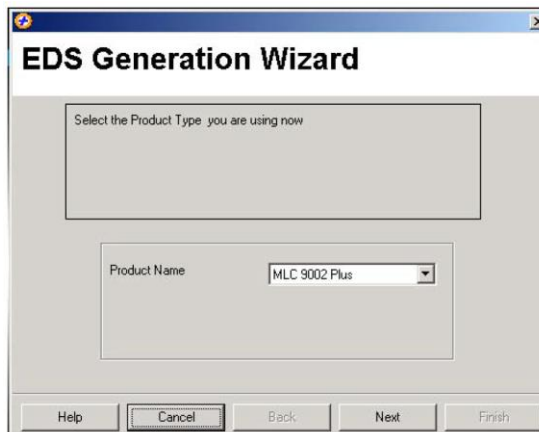 EDS Generation Wizard
Select the Product Type you are using now
Product Name
MLC 9002 Plus
Help Cancel Back Next Finish